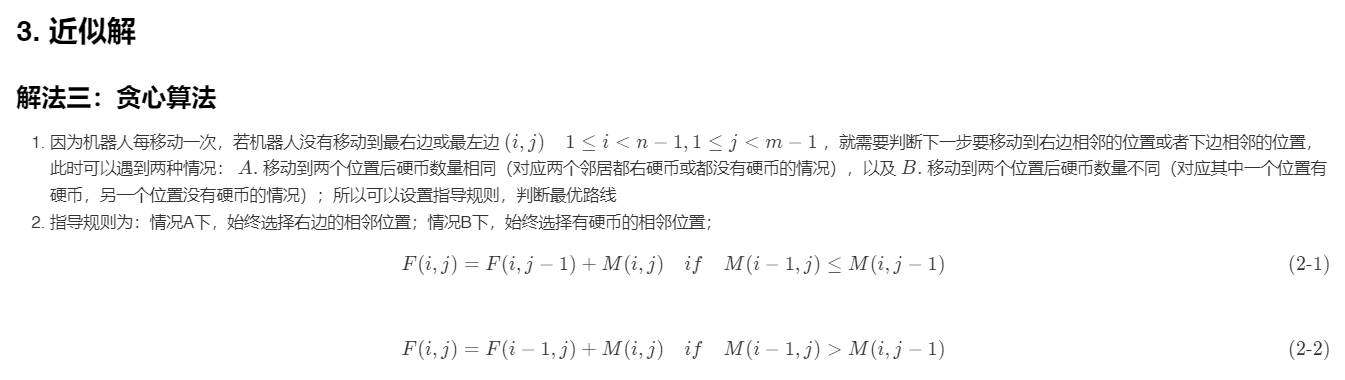 3. 近似解
解法三：贪心算法
1. 因为机器人每移动一次，若机器人没有移动到最右边或最左边 (i, j)   1 ≤ i < n − 1, 1 ≤ j < m − 1 ，就需要判断下一步要移动到右边相邻的位置或者下边相邻的位置，
此时可以遇到两种情况： A. 移动到两个位置后硬币数量相同（对应两个邻居都右硬币或都没有硬币的情况），以及 B. 移动到两个位置后硬币数量不同（对应其中一个位置有
硬币，另一个位置没有硬币的情况）；所以可以设置指导规则，判断最优路线
2. 指导规则为：情况A下，始终选择右边的相邻位置；情况B下，始终选择有硬币的相邻位置；
F(i, j) = F(i, j − 1) + M(i, j)   if   M(i − 1, j) ≤ M(i, j − 1) (2-1)
F(i, j) = F(i − 1, j) + M(i, j)   if   M(i − 1, j) > M(i, j − 1) (2-2)